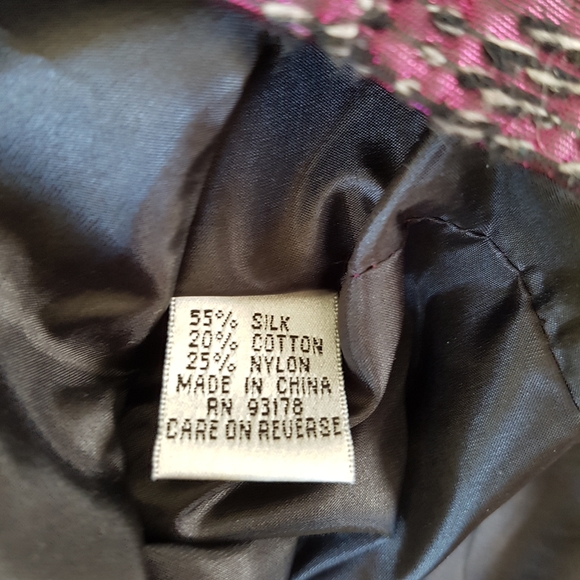 55% SILK
20% COTTON
25% NYLON
MADE IN CHINA
RN 93178
CARE ON REVERSE